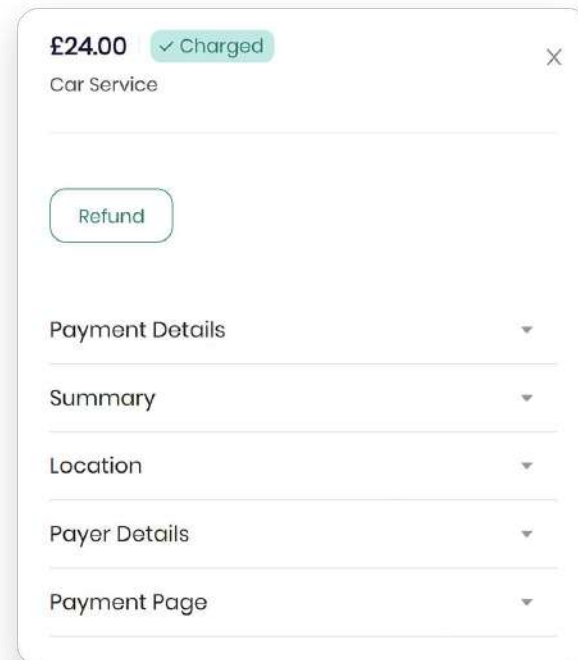 £24.00 ✓ Charged
Car Service
Refund
Payment Details
Summary
Location
Payer Details
Payment Page